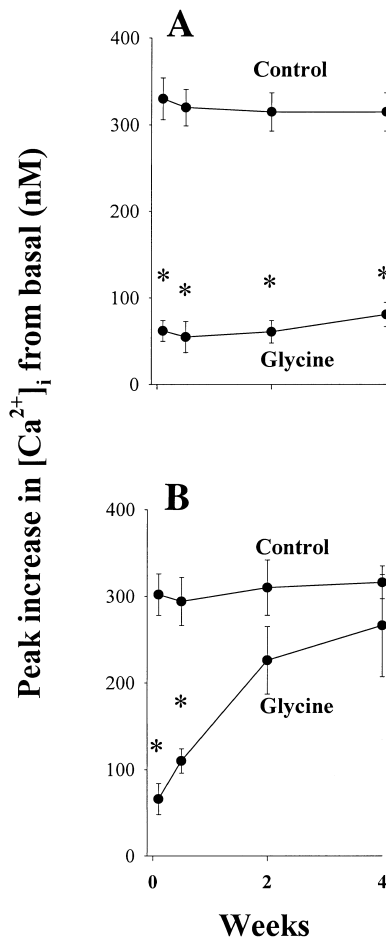 A
400
300
200
100
0
Control
*
*
*
*
Glycine
Peak increase in [Ca²⁺]ᵢ from basal (nM)
B
400
300
200
100
0
Control
*
*
Glycine
0 2 4
Weeks